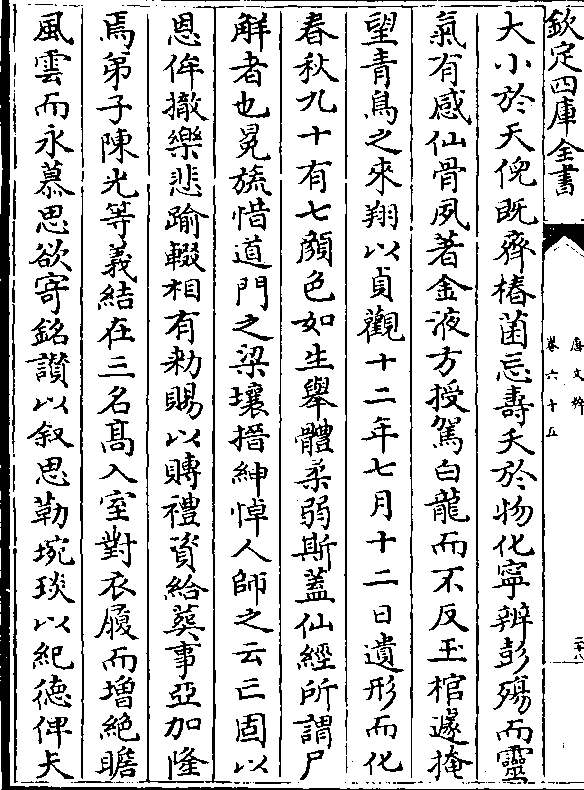 欽定四庫全書
唐文粹
卷六十五
大小於天倪既齊椿菌忘壽夭於物化寧辨彭殤而靈
氣有感仙骨夙著金液方授駕白龍而不反玉棺遽掩
望青鳥之來翔以貞觀十二年七月十二日遺形而化
春秋九十有七顏色如生舉體柔弱斯蓋仙經所謂尸
解者也冕旒惜道門之梁壞搢紳悼人師之云亡固以
恩侔撤樂悲踰輟相有勑賜以賻禮資給葬事亞加隆
焉弟子陳光等義結在三名髙入室對衣履而增絶瞻
風雲而永慕思欲寄銘讃以叙思勒琬琰以紀德俾夫